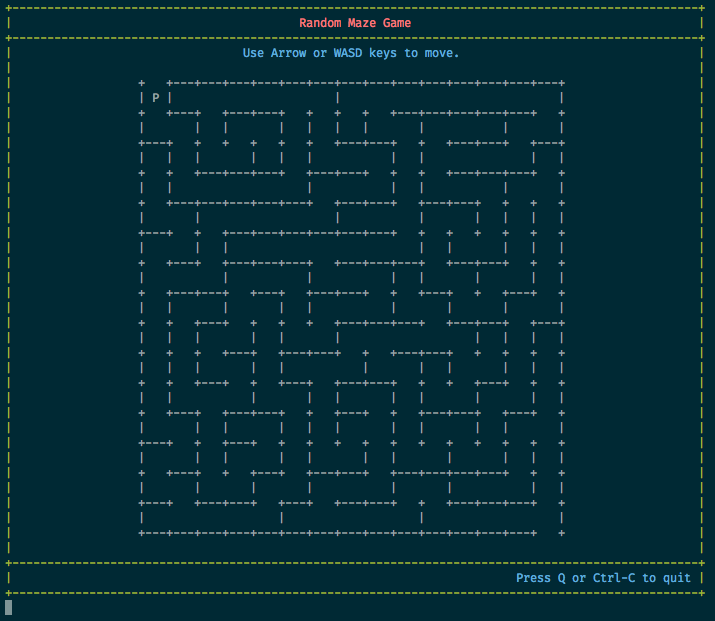 Random Maze Game
Use Arrow or WASD keys to move.
P
Press Q or Ctrl-C to quit